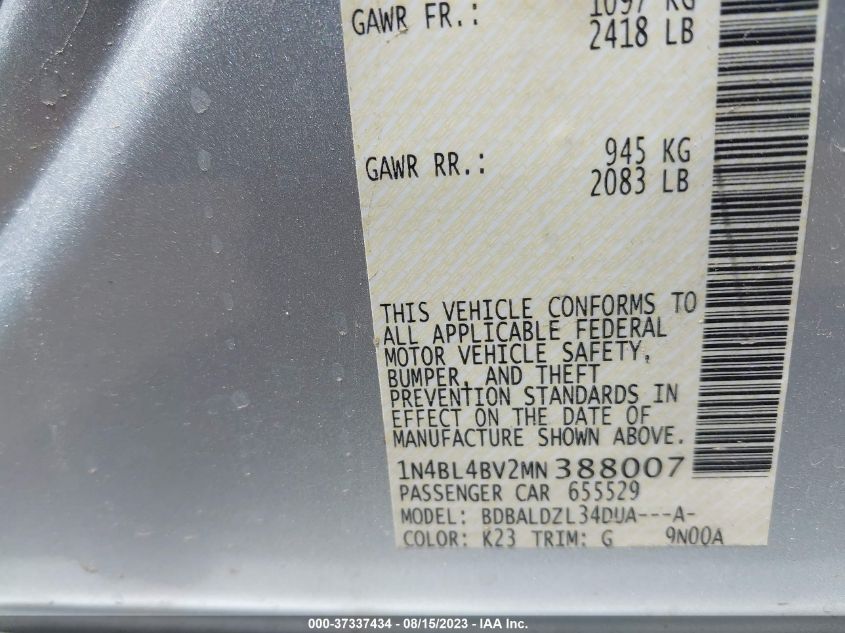 GAWR FR.: 1097 KG
2418 LB
GAWR RR.: 945 KG
2083 LB
THIS VEHICLE CONFORMS TO
ALL APPLICABLE FEDERAL
MOTOR VEHICLE SAFETY,
BUMPER, AND THEFT
PREVENTION STANDARDS IN
EFFECT ON THE DATE OF
MANUFACTURE SHOWN ABOVE.
1N4BL4BV2MN388007
PASSENGER CAR 655529
MODEL: BDBALDZL34DUA---A-
COLOR: K23 TRIM: G 9N00A
000-37337434 - 08/15/2023 - IAA Inc.